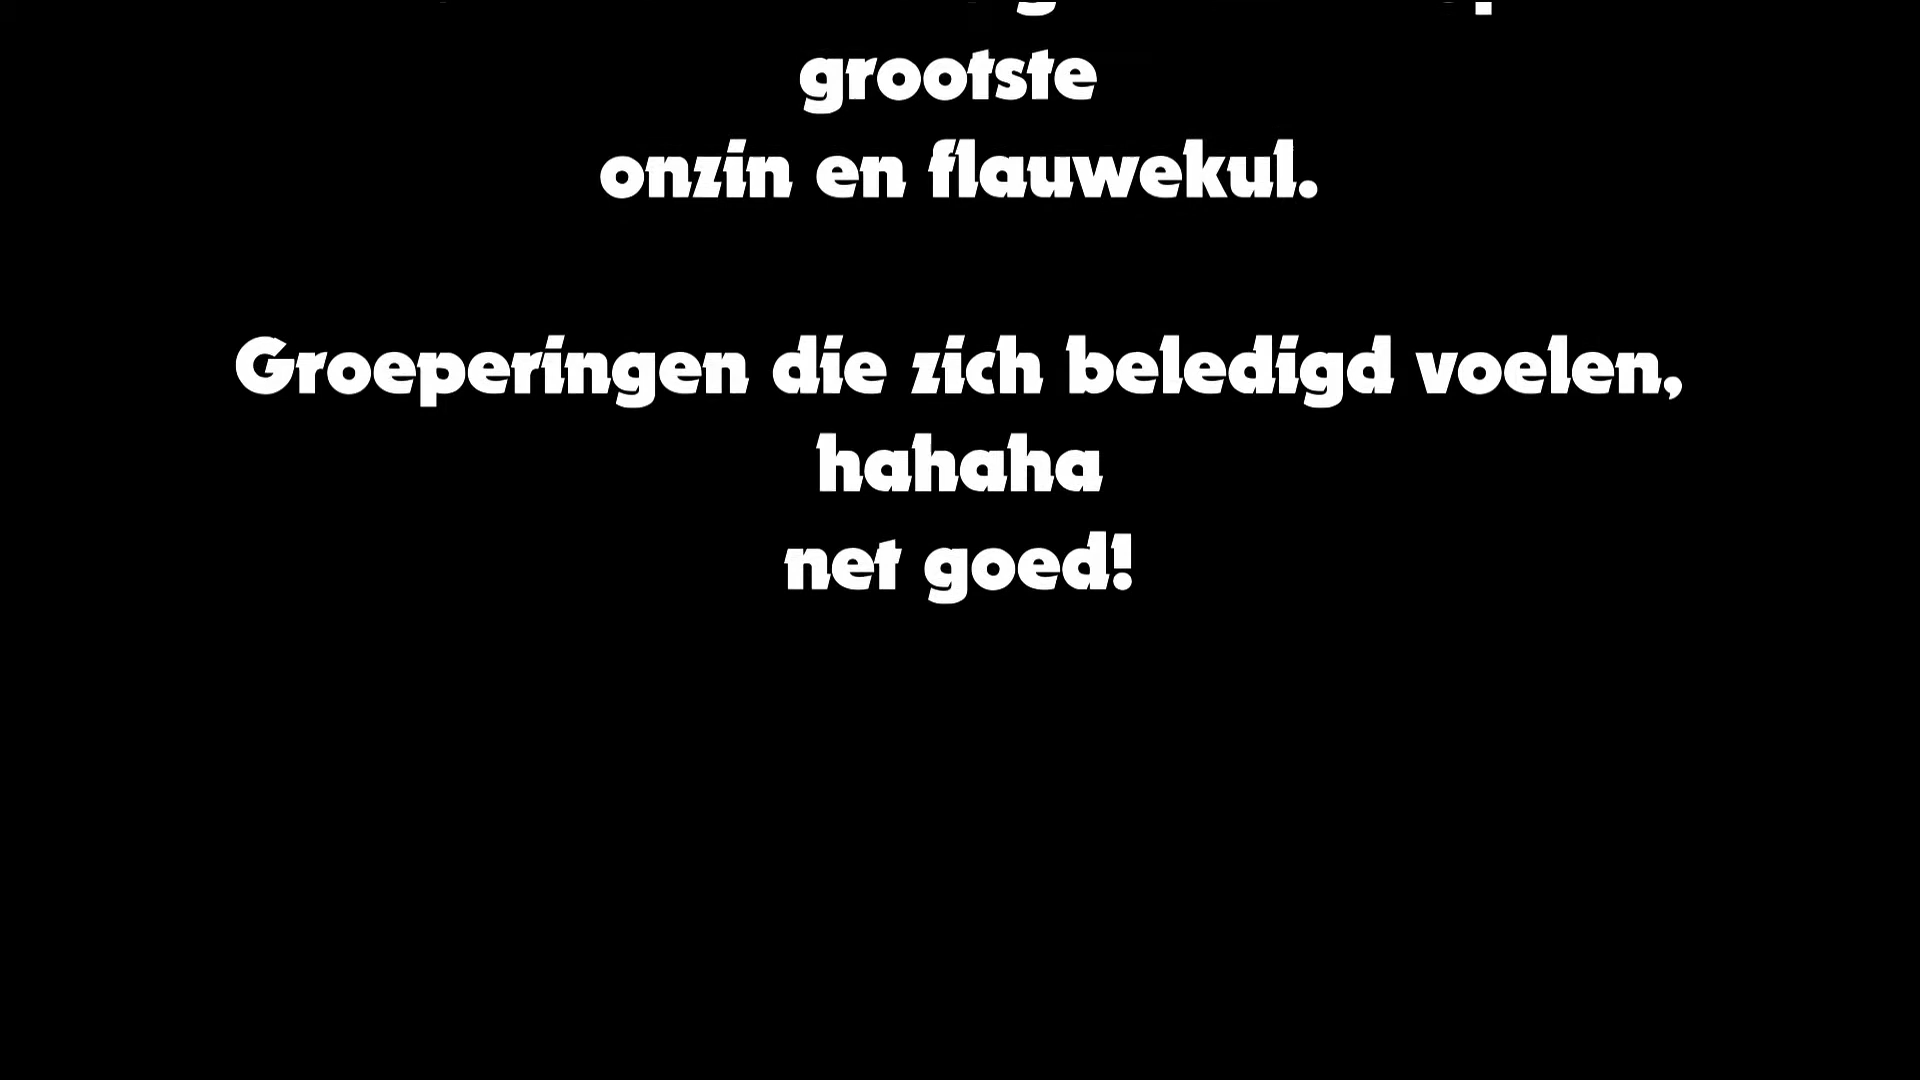 grootste
onzin en flauwekul.
Groeperingen die zich beledigd voelen,
hahaha
net goed!